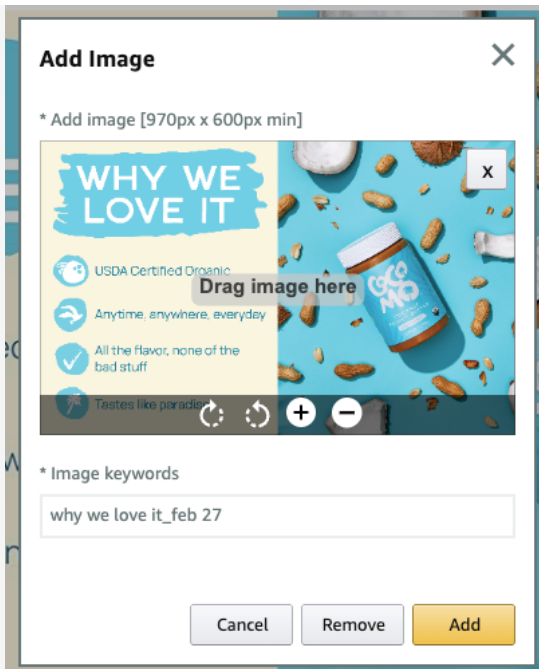 Add Image
* Add image [970px x 600px min]
WHY WE
LOVE IT
X
USDA Certified Organic
Drag image here
Anytime, anywhere, everyday
All the flavor, none of the
bad stuff
Tastes like paradise
COCO
MO
* Image keywords
why we love it_feb 27
Cancel
Remove
Add